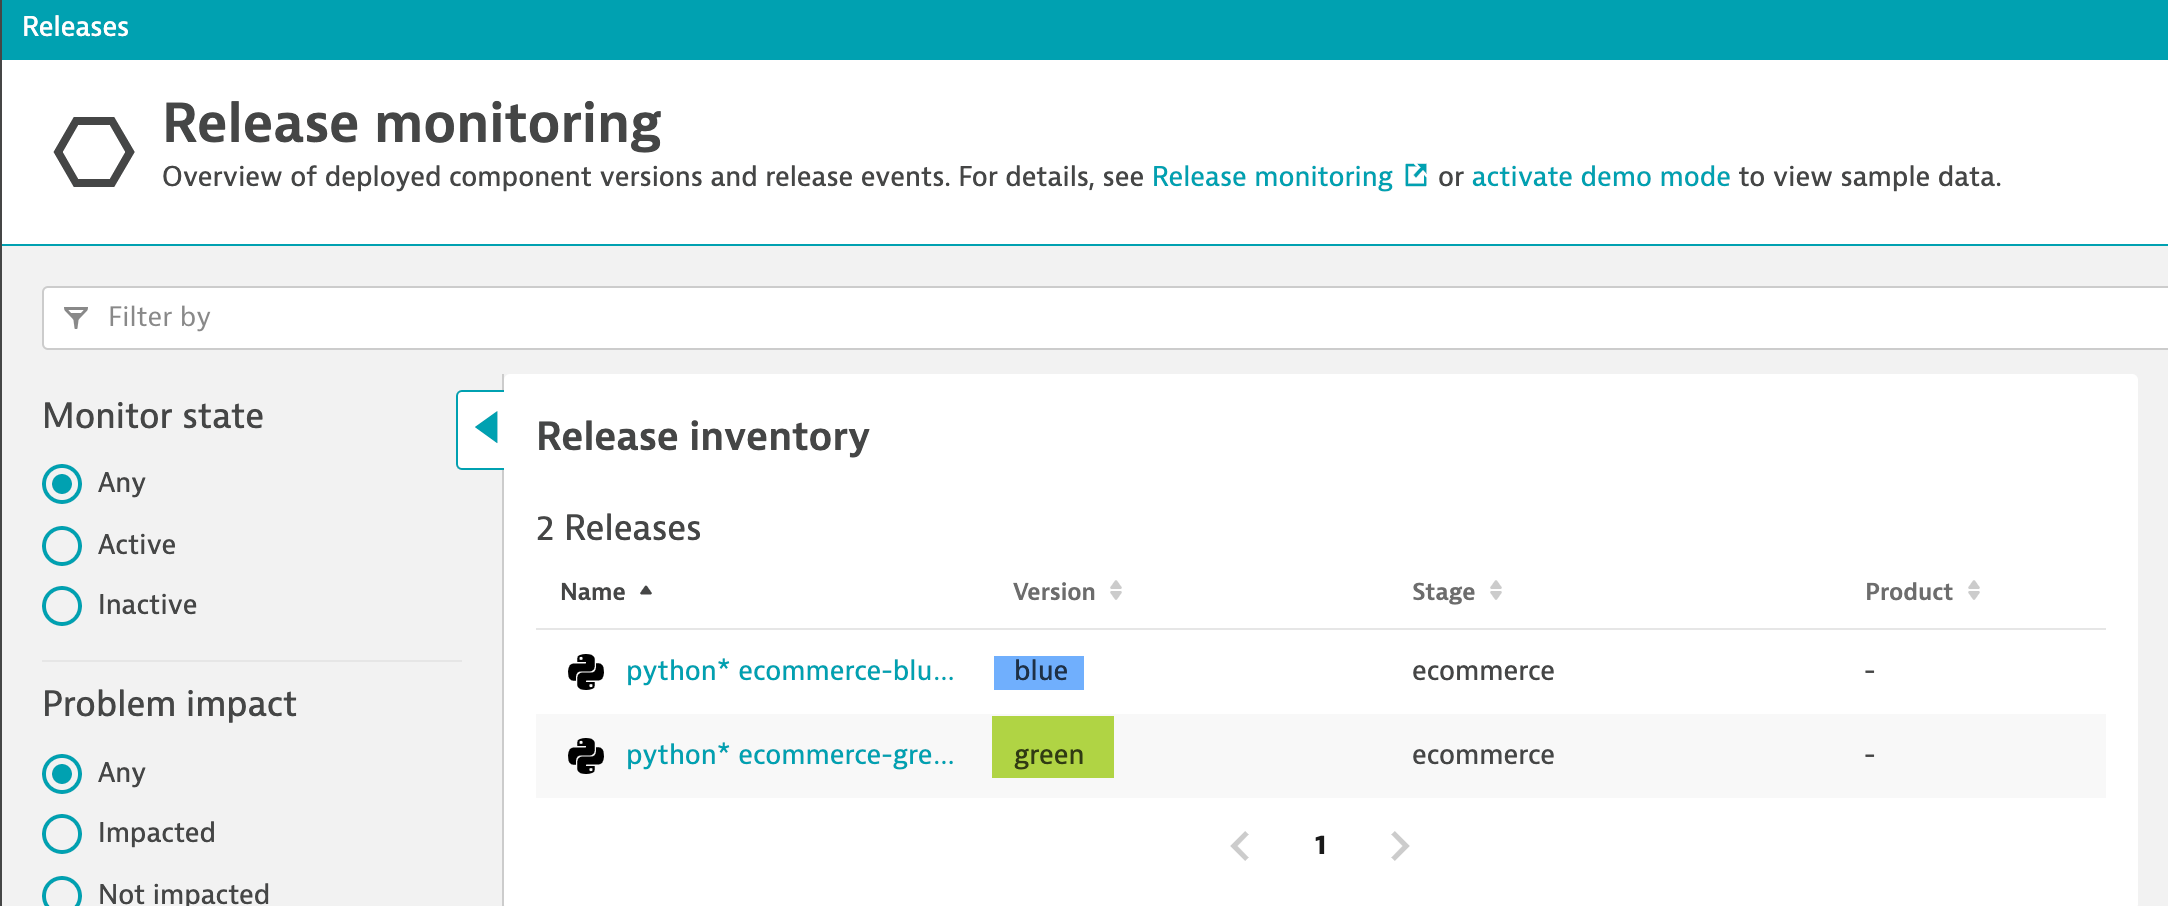 Releases
Release monitoring
Overview of deployed component versions and release events. For details, see Release monitoring or activate demo mode to view sample data.
Filter by
Monitor state
Any
Active
Inactive
Problem impact
Any
Impacted
Not impacted
Release inventory
2 Releases
Name Version Stage Product
python* ecommerce-blu... blue ecommerce -
python* ecommerce-gre... green ecommerce -
1